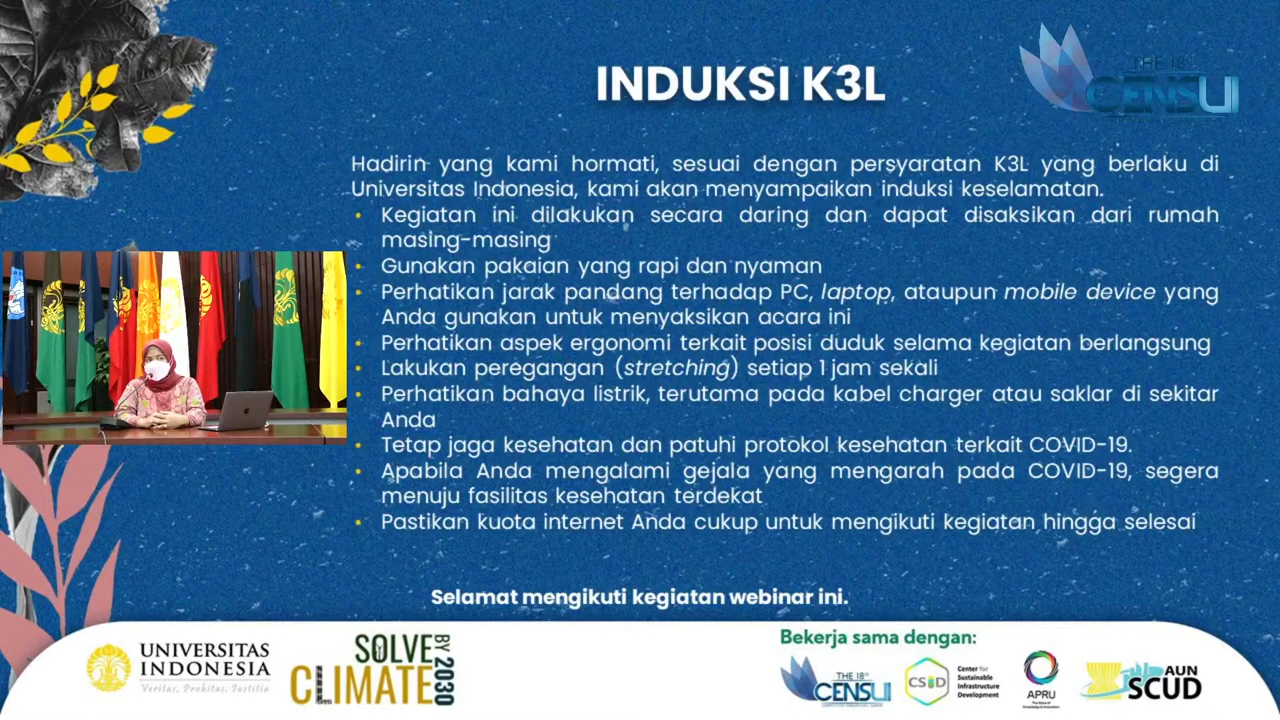 THE 18th
CENSUI
INDUKSI K3L
Hadirin yang kami hormati, sesuai dengan persyaratan K3L yang berlaku di
Universitas Indonesia, kami akan menyampaikan induksi keselamatan.
• Kegiatan ini dilakukan secara daring dan dapat disaksikan dari rumah
masing-masing
• Gunakan pakaian yang rapi dan nyaman
• Perhatikan jarak pandang terhadap PC, laptop, ataupun mobile device yang
Anda gunakan untuk menyaksikan acara ini
• Perhatikan aspek ergonomi terkait posisi duduk selama kegiatan berlangsung
• Lakukan peregangan (stretching) setiap 1 jam sekali
• Perhatikan bahaya listrik, terutama pada kabel charger atau saklar di sekitar
Anda
• Tetap jaga kesehatan dan patuhi protokol kesehatan terkait COVID-19.
• Apabila Anda mengalami gejala yang mengarah pada COVID-19, segera
menuju fasilitas kesehatan terdekat
• Pastikan kuota internet Anda cukup untuk mengikuti kegiatan hingga selesai
Selamat mengikuti kegiatan webinar ini.
UNIVERSITAS
INDONESIA
Veritas, Probitas, Iustitia
SOLVE
CLIMATE
BY 2030
Bekerja sama dengan:
THE 18th
CENSUI
CSID
Center for
Sustainable
Infrastructure
Development
APRU
AUN
SCUD